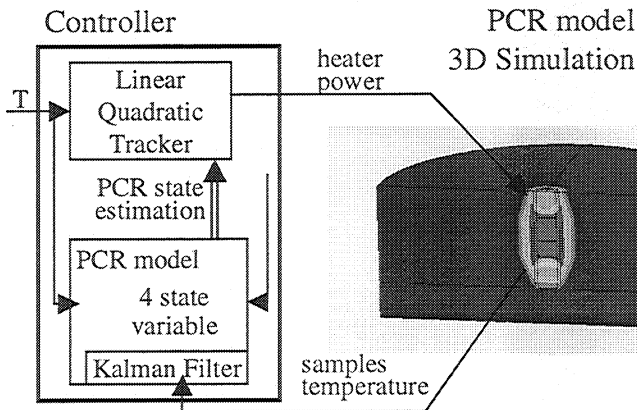 Controller
PCR model
3D Simulation
T
Linear
Quadratic
Tracker
heater
power
PCR state
estimation
PCR model
4 state
variable
Kalman Filter
samples
temperature